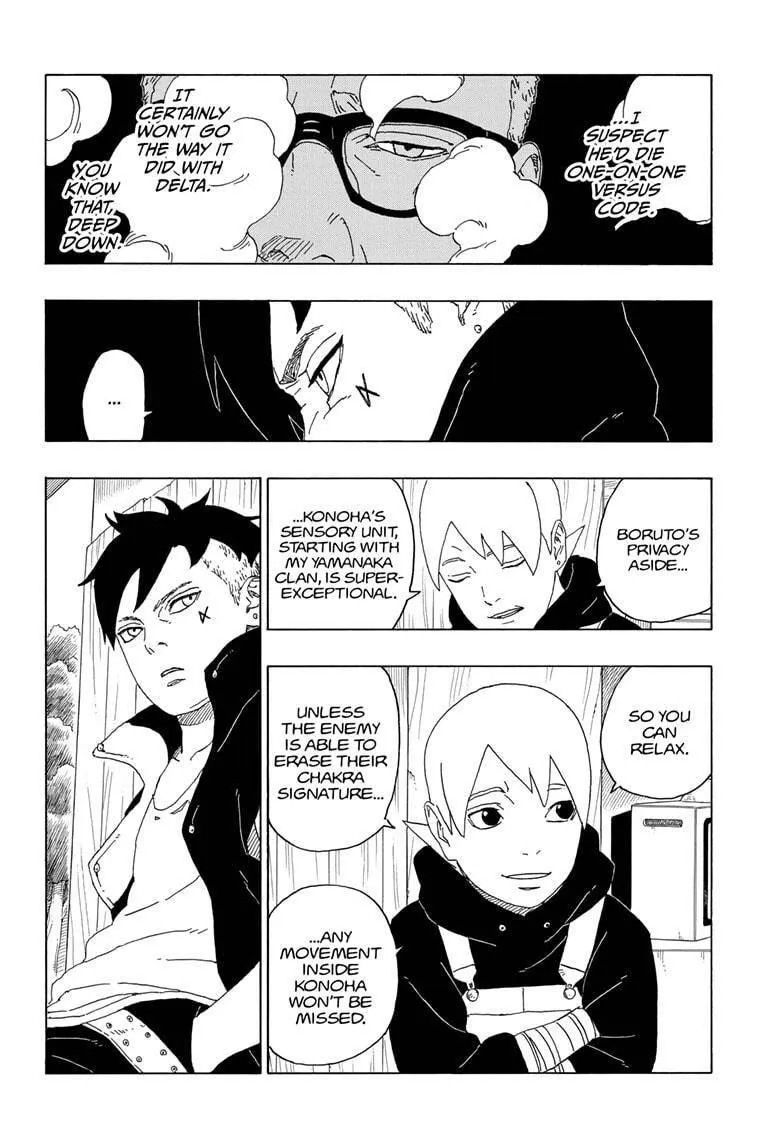 ...I
SUSPECT
HE'D DIE
ONE-ON-ONE
VERSUS
CODE.
IT
CERTAINLY
WON'T GO
THE WAY IT
DID WITH
DELTA.
YOU
KNOW
THAT,
DEEP
DOWN.
...
BORUTO'S
PRIVACY
ASIDE...
...KONOHA'S
SENSORY UNIT,
STARTING WITH
MY YAMANAKA
CLAN, IS SUPER-
EXCEPTIONAL.
SO YOU
CAN
RELAX.
UNLESS
THE ENEMY
IS ABLE TO
ERASE THEIR
CHAKRA
SIGNATURE...
...ANY
MOVEMENT
INSIDE
KONOHA
WON'T BE
MISSED.